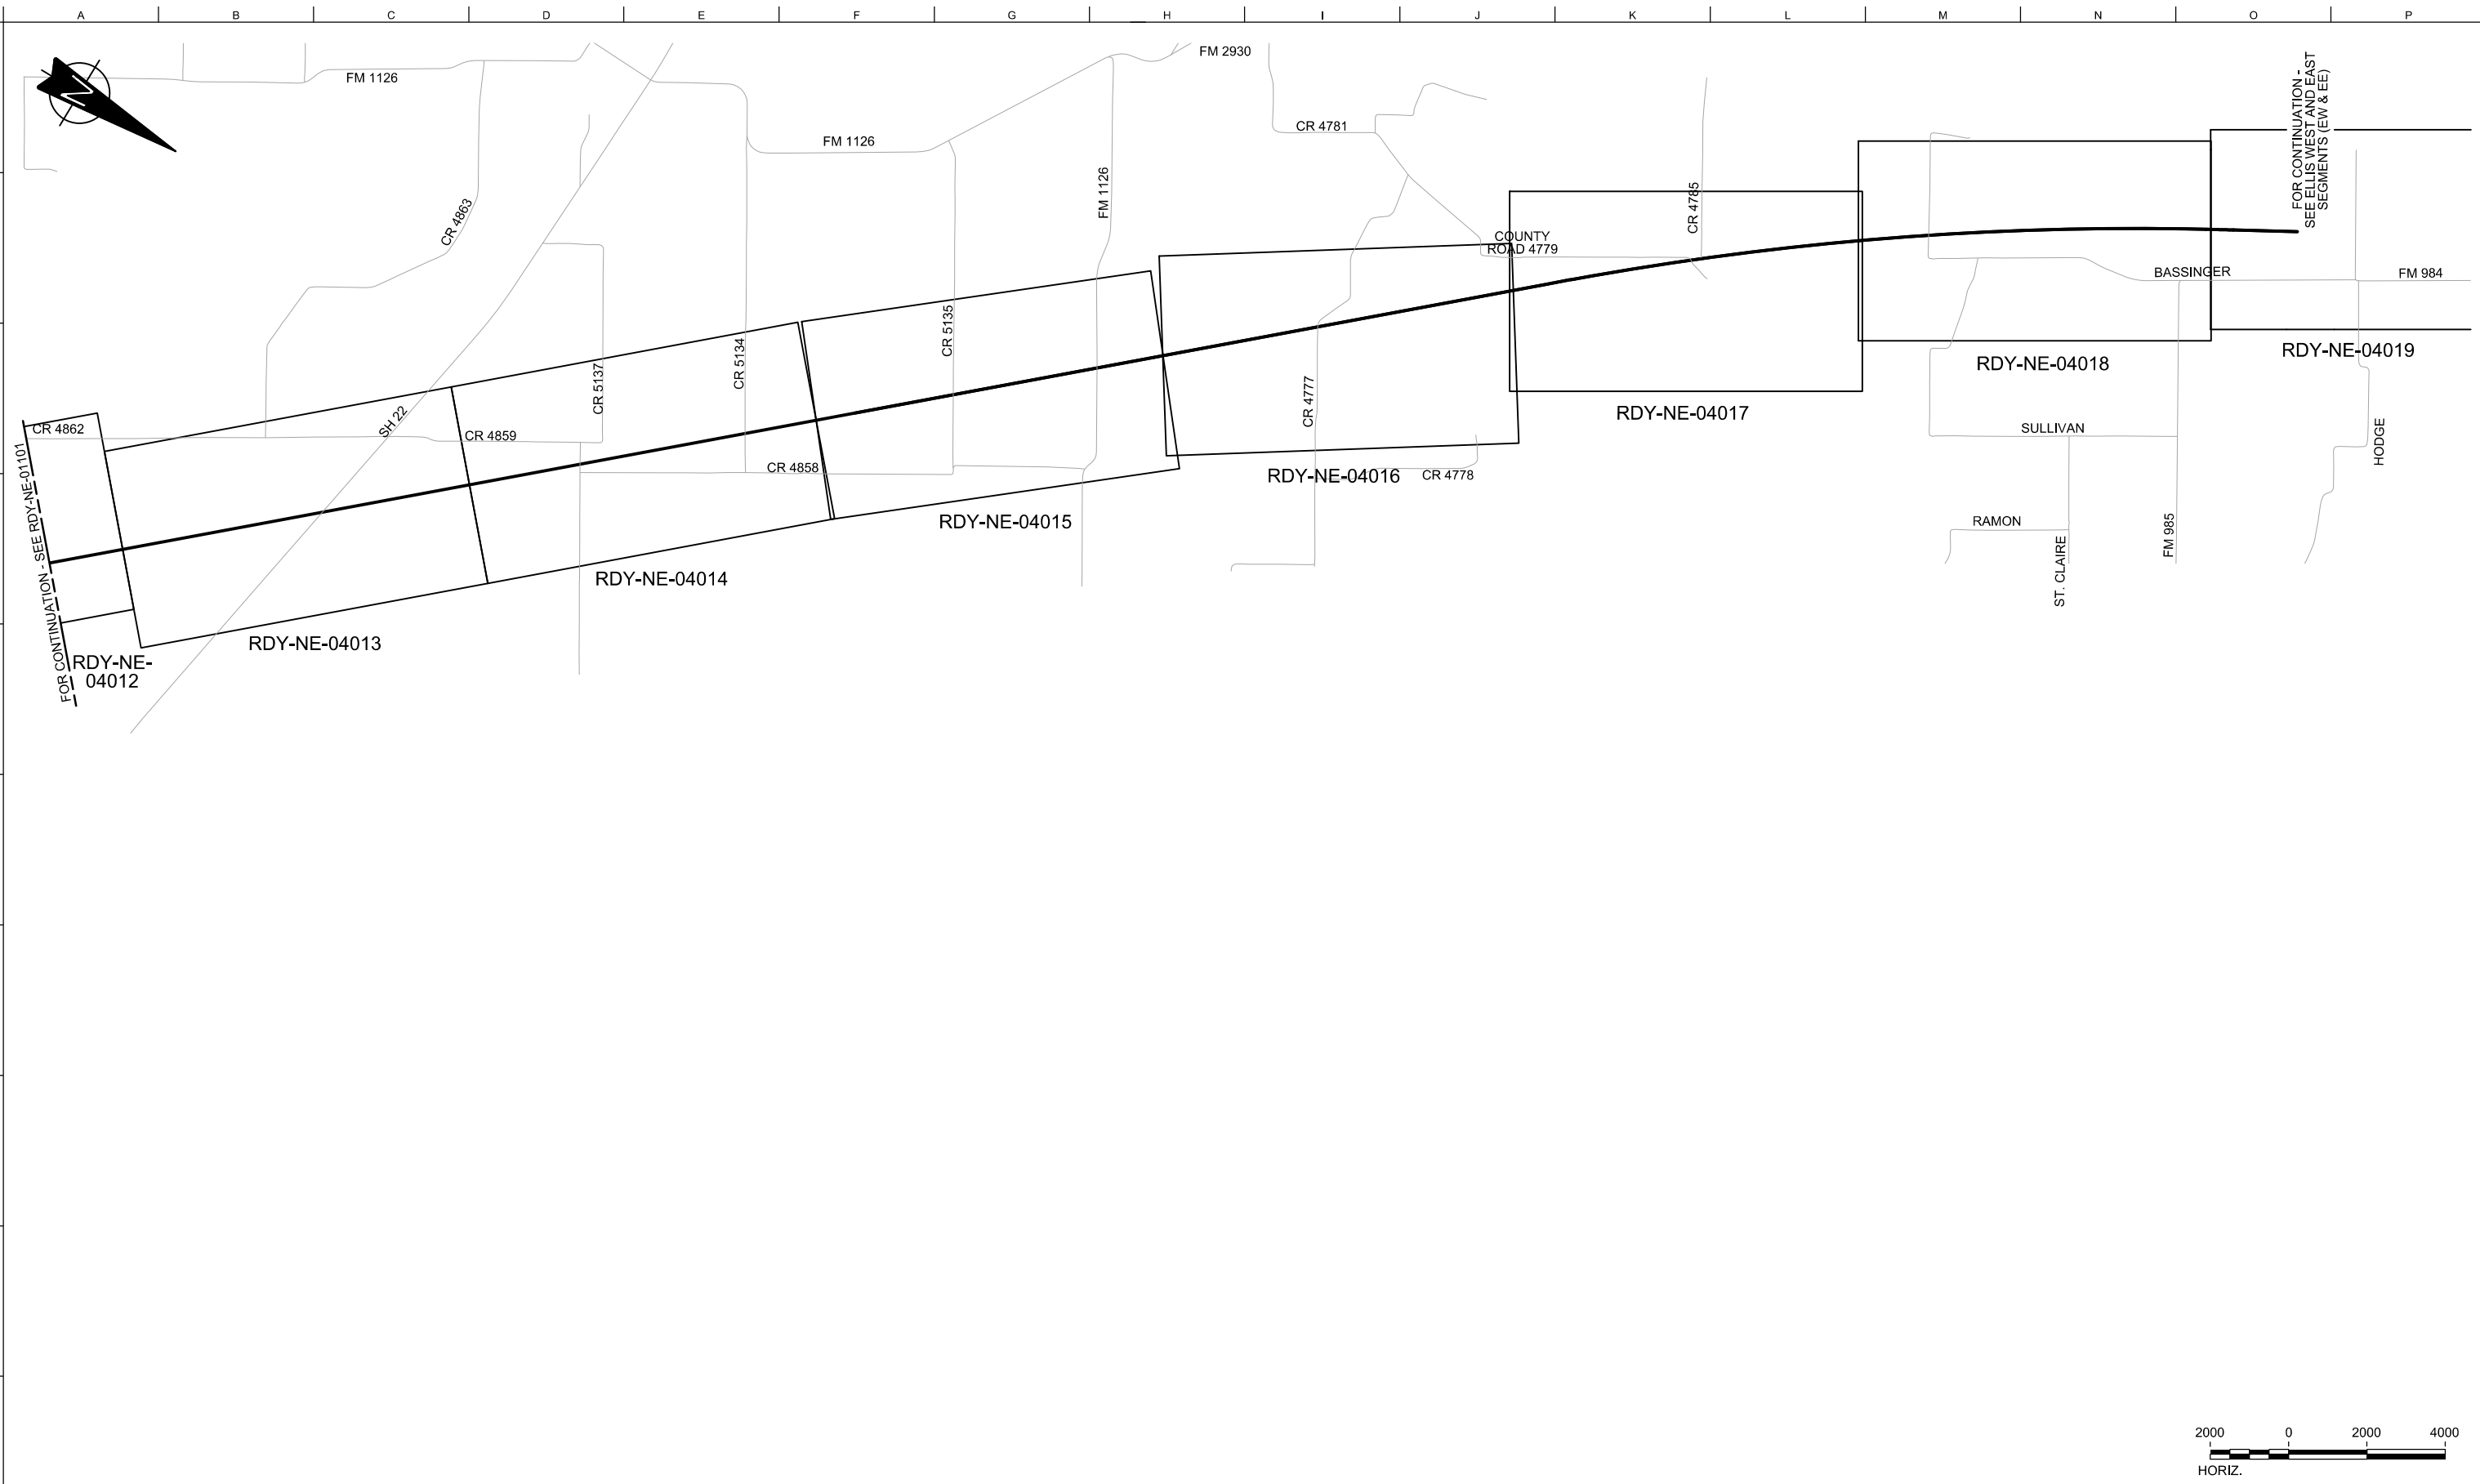 A B C D E F G H I J K L M N O P
N
FM 1126
FM 2930
FOR CONTINUATION -
SEE ELLIS WEST AND EAST
SEGMENTS (EW & EE)
CR 4781
FM 1126
CR 4863
FM 1126
CR 4785
COUNTY
ROAD 4779
BASSINGER
FM 984
CR 5135
CR 5134
CR 5137
CR 4777
RDY-NE-04019
RDY-NE-04018
RDY-NE-04017
SH 22
CR 4862
CR 4859
CR 4858
SULLIVAN
HODGE
RDY-NE-04016
CR 4778
FOR CONTINUATION - SEE RDY-NE-01101
RDY-NE-04015
RAMON
FM 985
ST. CLAIRE
RDY-NE-04014
RDY-NE-04013
RDY-NE-
04012
2000 0 2000 4000
HORIZ.